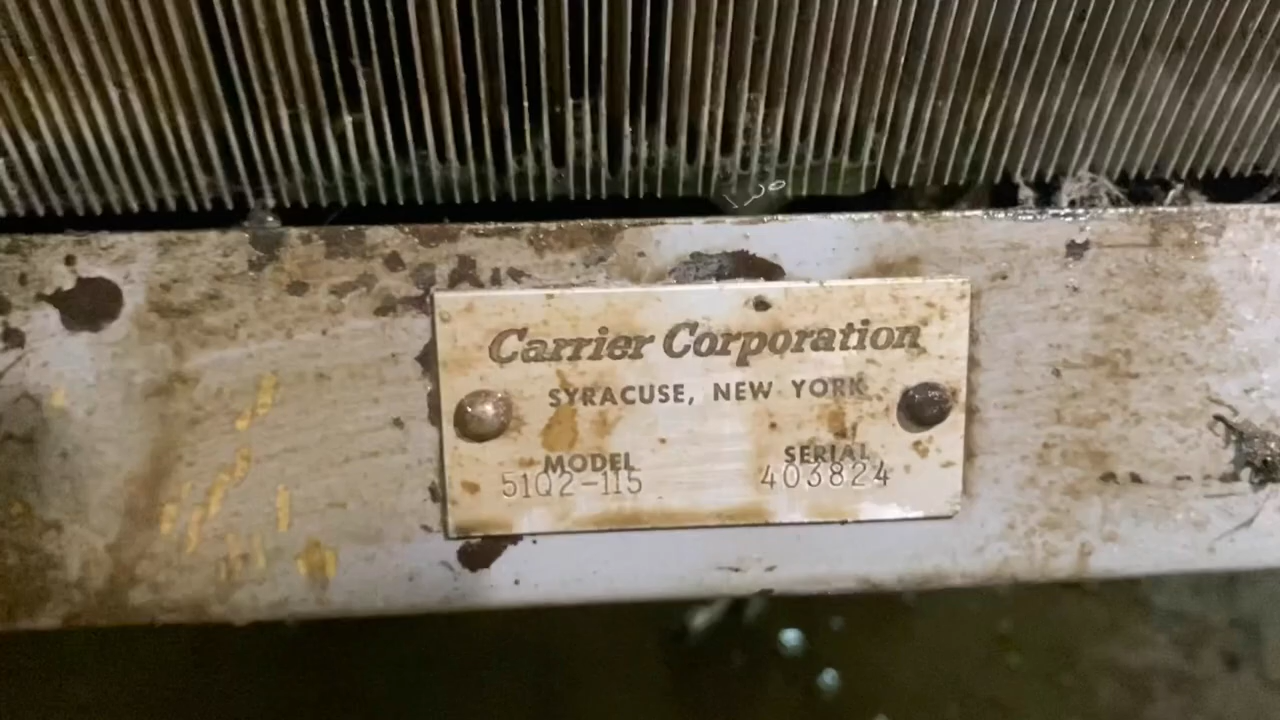 Carrier Corporation
SYRACUSE, NEW YORK
MODEL SERIAL
51Q2-115 403824